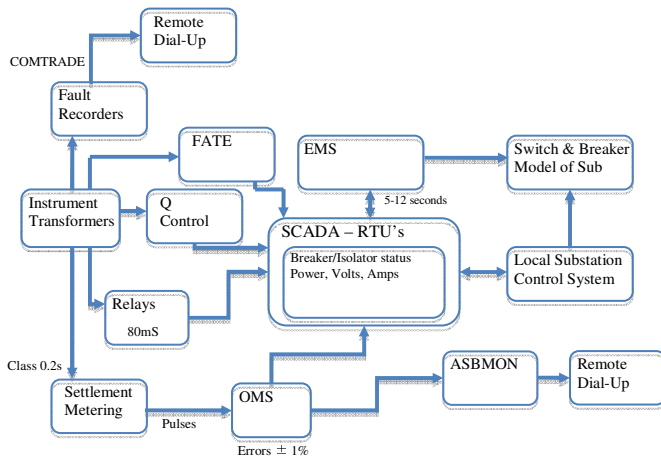 Remote
Dial-Up
COMTRADE
Fault
Recorders
FATE
EMS
Switch & Breaker
Model of Sub
5-12 seconds
Instrument
Transformers
Q
Control
SCADA – RTU's
Breaker/Isolator status
Power, Volts, Amps
Local Substation
Control System
Relays
80mS
Class 0.2s
Settlement
Metering
Pulses
OMS
Errors ± 1%
ASBMON
Remote
Dial-Up